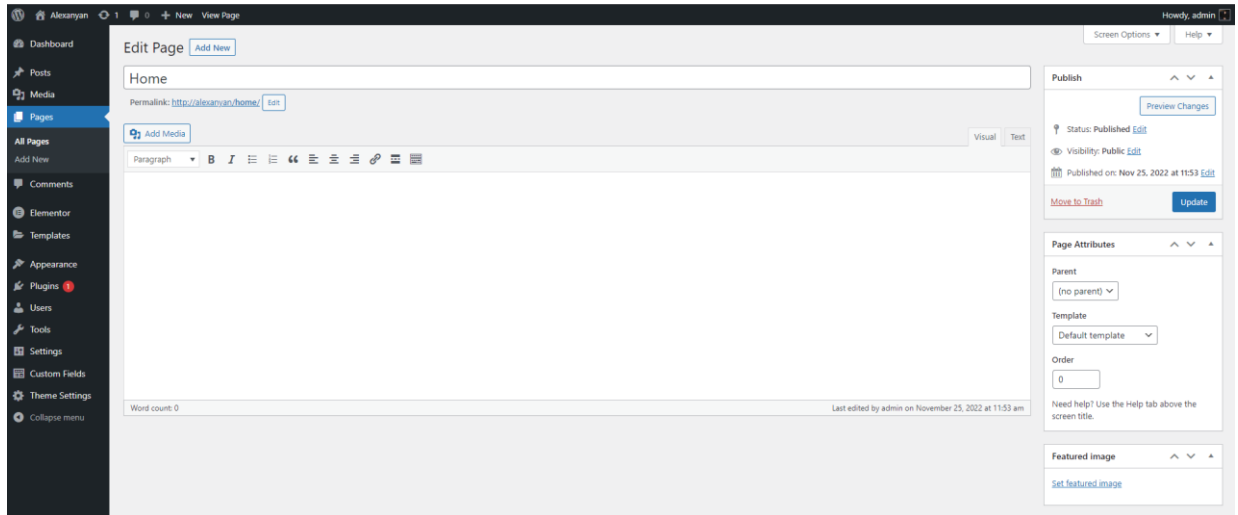 Alexanyan 1 0 + New View Page Howdy, admin
Dashboard
Posts
Media
Pages
All Pages
Add New
Comments
Elementor
Templates
Appearance
Plugins 1
Users
Tools
Settings
Custom Fields
Theme Settings
Collapse menu
Screen Options Help
Edit Page Add New
Home
Permalink: http://alexanyan/home/ Edit
Add Media
Visual Text
Paragraph B I
Word count: 0 Last edited by admin on November 25, 2022 at 11:53 am
Publish
Preview Changes
Status: Published Edit
Visibility: Public Edit
Published on: Nov 25, 2022 at 11:53 Edit
Move to Trash Update
Page Attributes
Parent
(no parent)
Template
Default template
Order
0
Need help? Use the Help tab above the
screen title.
Featured image
Set featured image